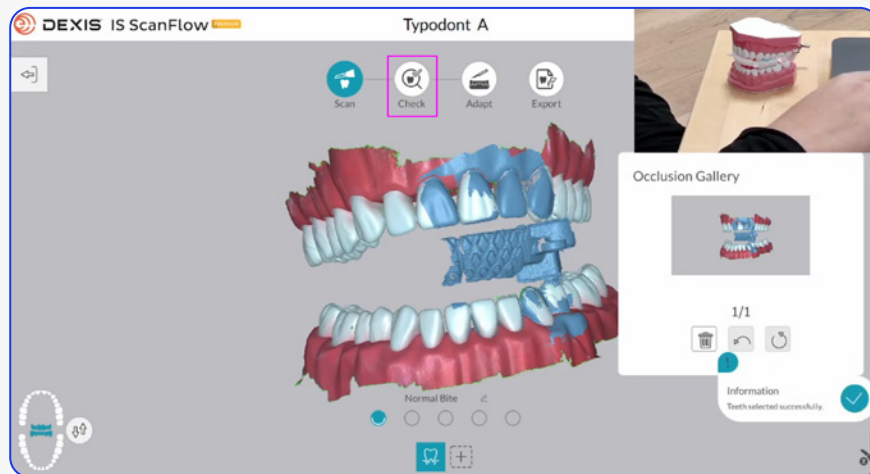 DEXIS IS ScanFlow
Typodont A
Scan
Check
Adapt
Export
Occlusion Gallery
1/1
Information
Teeth selected successfully.
Normal Bite